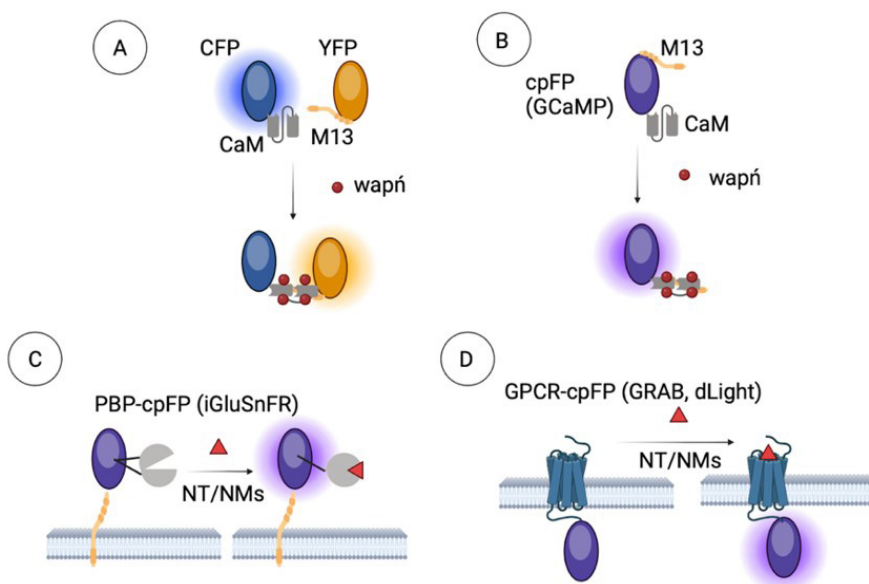 A
CFP
YFP
CaM
M13
wapń
B
M13
cpFP
(GCaMP)
CaM
wapń
C
PBP-cpFP (iGluSnFR)
NT/NMs
D
GPCR-cpFP (GRAB, dLight)
NT/NMs